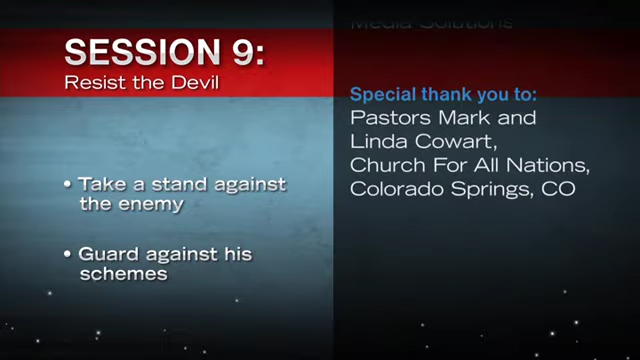 SESSION 9:
Resist the Devil
• Take a stand against
the enemy
• Guard against his
schemes
Media Solutions
Special thank you to:
Pastors Mark and
Linda Cowart,
Church For All Nations,
Colorado Springs, CO